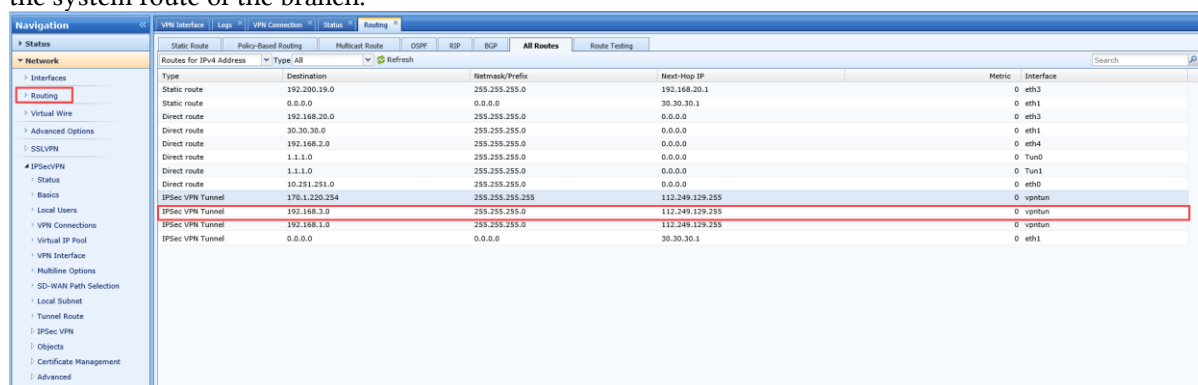 the system route of the branch.
Navigation «
VPN Interface Logs × VPN Connection × Status × Routing ×
Status
Network
Interfaces
Routing
Virtual Wire
Advanced Options
SSLVPN
IPSecVPN
Status
Basics
Local Users
VPN Connections
Virtual IP Pool
VPN Interface
Multiline Options
SD-WAN Path Selection
Local Subnet
Tunnel Route
IPSec VPN
Objects
Certificate Management
Advanced
Static Route Policy-Based Routing Multicast Route OSPF RIP BGP All Routes Route Testing
Routes for IPv4 Address Type All Refresh Search
Type Destination Netmask/Prefix Next-Hop IP Metric Interface
Static route 192.200.19.0 255.255.255.0 192.168.20.1 0 eth3
Static route 0.0.0.0 0.0.0.0 30.30.30.1 0 eth1
Direct route 192.168.20.0 255.255.255.0 0.0.0.0 0 eth3
Direct route 30.30.30.0 255.255.255.0 0.0.0.0 0 eth1
Direct route 192.168.2.0 255.255.255.0 0.0.0.0 0 eth4
Direct route 1.1.1.0 255.255.255.0 0.0.0.0 0 Tun0
Direct route 1.1.1.0 255.255.255.0 0.0.0.0 0 Tun1
Direct route 10.251.251.0 255.255.255.0 0.0.0.0 0 eth0
IPSec VPN Tunnel 170.1.220.254 255.255.255.255 112.249.129.255 0 vpntun
IPSec VPN Tunnel 192.168.3.0 255.255.255.0 112.249.129.255 0 vpntun
IPSec VPN Tunnel 192.168.1.0 255.255.255.0 112.249.129.255 0 vpntun
IPSec VPN Tunnel 0.0.0.0 0.0.0.0 30.30.30.1 0 eth1